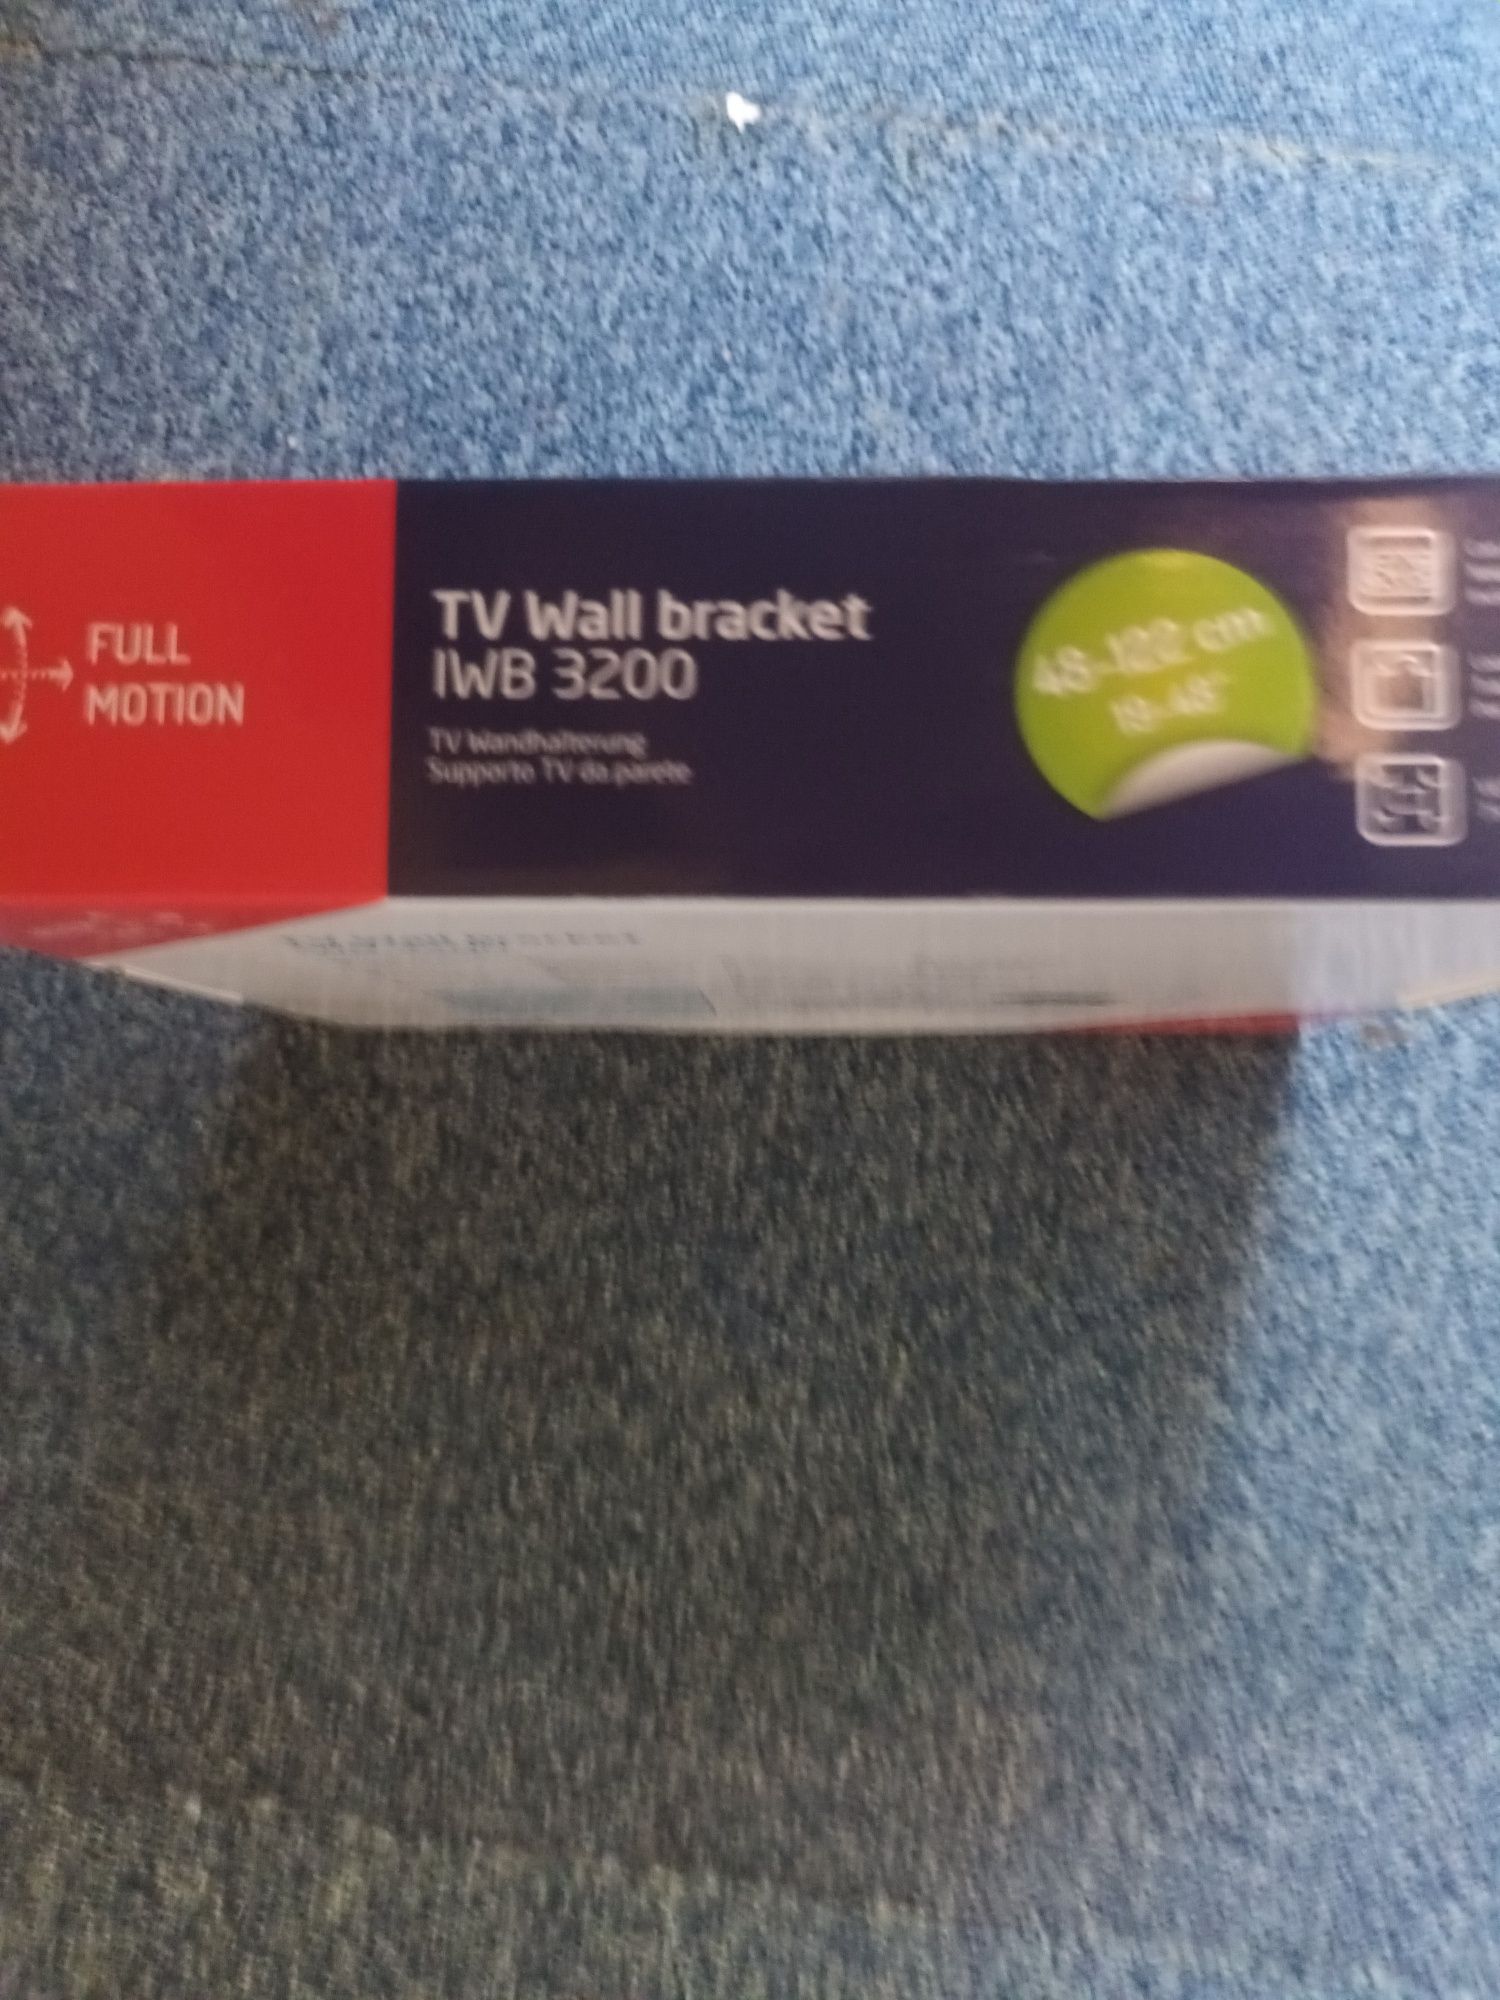 FULL
MOTION
TV Wall bracket
IWB 3200
TV Wandhalterung
Supporto TV da parete
48-122 cm
19-48"